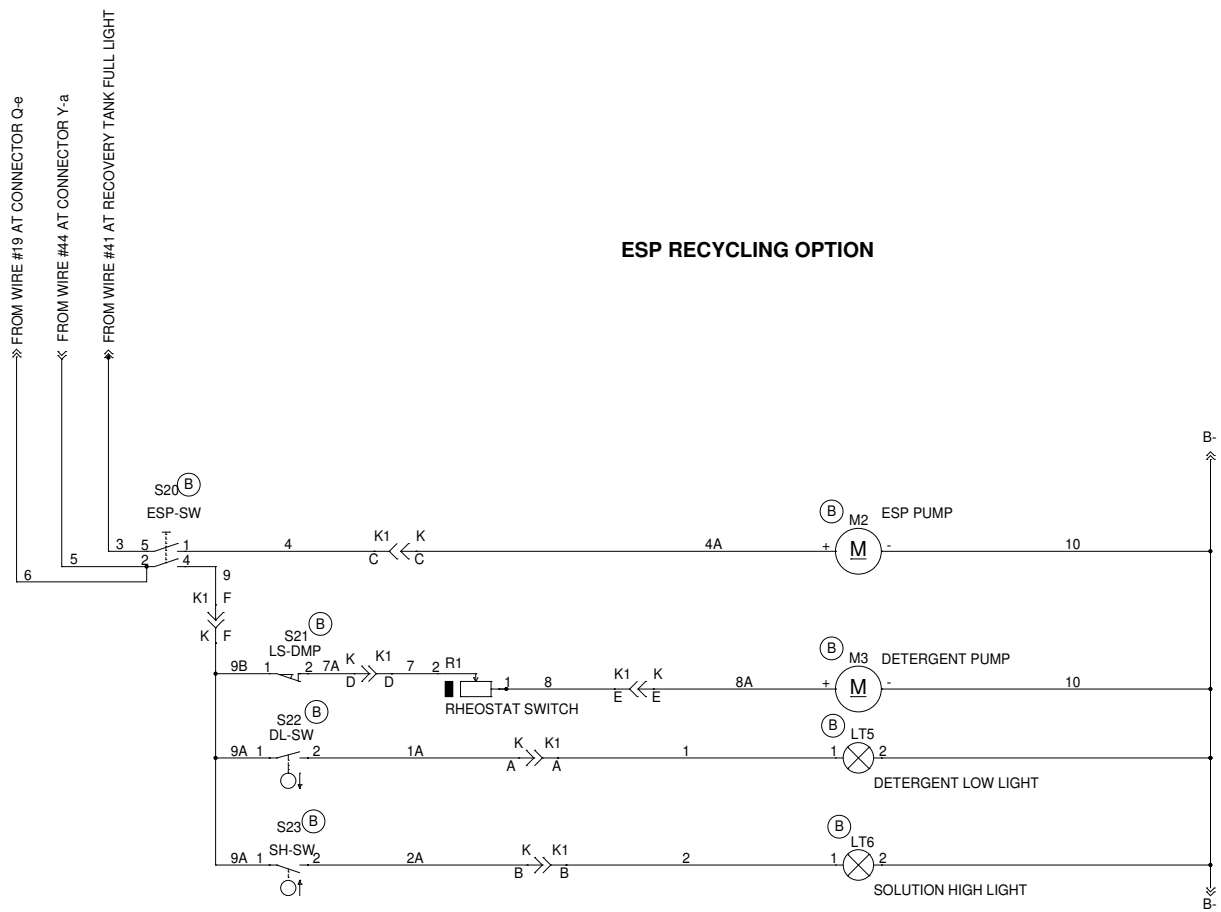 FROM WIRE #19 AT CONNECTOR Q-e
FROM WIRE #44 AT CONNECTOR Y-a
FROM WIRE #41 AT RECOVERY TANK FULL LIGHT
ESP RECYCLING OPTION
B-
S20 B
ESP-SW
B M2 ESP PUMP
3 5 1 4 K1 K 4A + M - 10
C C
5 2 4
6 9
K1 F
K F
S21 B
LS-DMP
B M3 DETERGENT PUMP
9B 1 2 7A K K1 7 2 R1
D D
1 8 K1 K 8A + M - 10
E E
RHEOSTAT SWITCH
S22 B
DL-SW
B LT5
9A 1 2 1A K K1 1 1 2
A A
DETERGENT LOW LIGHT
S23 B
SH-SW
B LT6
9A 1 2 2A K K1 2 1 2
B B
SOLUTION HIGH LIGHT
B-